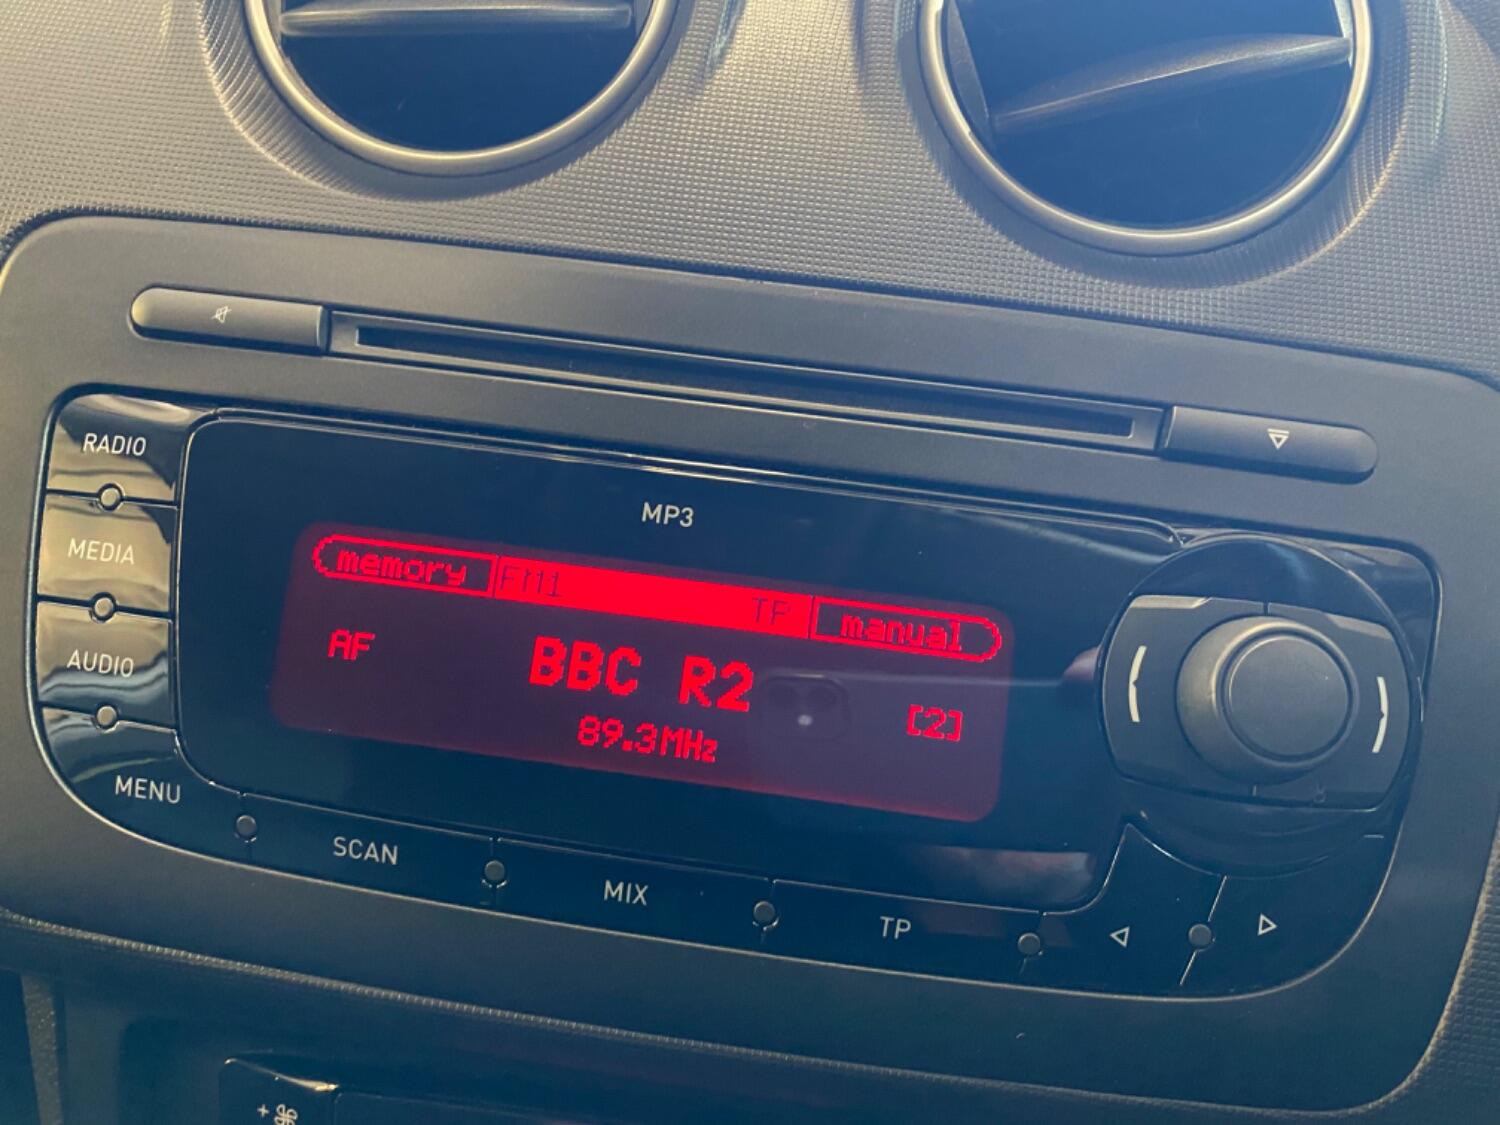 RADIO
MEDIA
AUDIO
MENU
MP3
memory FM1 TP manual
AF BBC R2 [2]
89.3MHz
SCAN MIX TP
+